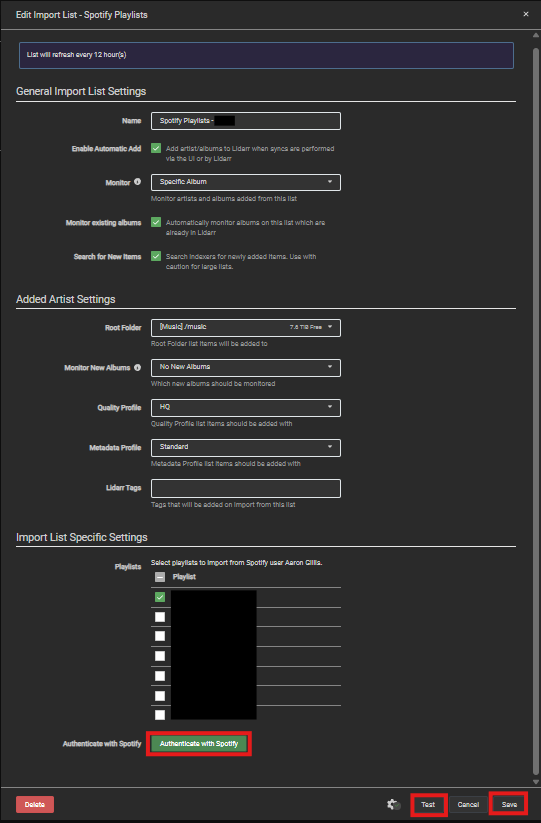 Edit Import List - Spotify Playlists
×
List will refresh every 12 hour(s)
General Import List Settings
Name
Spotify Playlists -
Enable Automatic Add
Add artist/albums to Lidarr when syncs are performed
via the UI or by Lidarr
Monitor
Specific Album
Monitor artists and albums added from this list
Monitor existing albums
Automatically monitor albums on this list which are
already in Lidarr
Search for New Items
Search indexers for newly added items. Use with
caution for large lists.
Added Artist Settings
Root Folder
[Music] /music
7.6 TiB Free
Root Folder list items will be added to
Monitor New Albums
No New Albums
Which new albums should be monitored
Quality Profile
HQ
Quality Profile list items should be added with
Metadata Profile
Standard
Metadata Profile list items should be added with
Lidarr Tags
Tags that will be added on import from this list
Import List Specific Settings
Playlists
Select playlists to import from Spotify user Aaron Gillis.
Playlist
Authenticate with Spotify
Authenticate with Spotify
Delete
Test
Cancel
Save